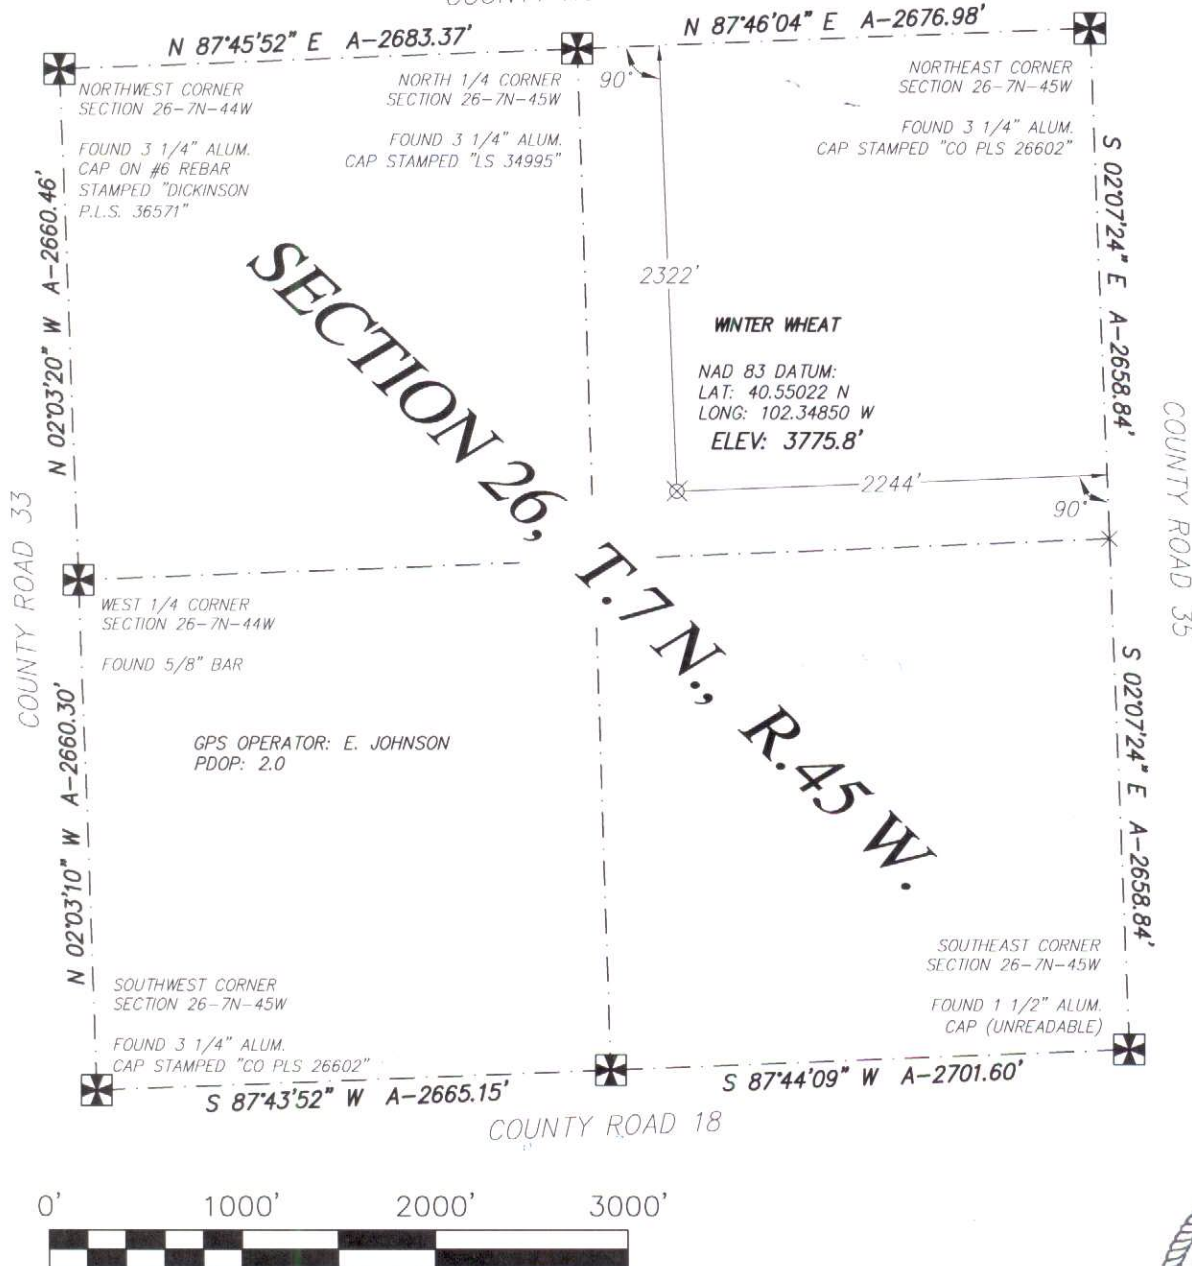 N 87°45'52" E A-2683.37'
N 87°46'04" E A-2676.98'
NORTHWEST CORNER
SECTION 26-7N-44W
FOUND 3 1/4" ALUM.
CAP ON #6 REBAR
STAMPED "DICKINSON
P.L.S. 36571"
NORTH 1/4 CORNER
SECTION 26-7N-45W
FOUND 3 1/4" ALUM.
CAP STAMPED "LS 34995"
90°
NORTHEAST CORNER
SECTION 26-7N-45W
FOUND 3 1/4" ALUM.
CAP STAMPED "CO PLS 26602"
N 02°03'20" W A-2660.46'
S 02°07'24" E A-2658.84'
2322'
WINTER WHEAT
NAD 83 DATUM:
LAT: 40.55022 N
LONG: 102.34850 W
ELEV: 3775.8'
2244'
90°
SECTION 26, T.7 N., R.45 W.
COUNTY ROAD 33
COUNTY ROAD 35
WEST 1/4 CORNER
SECTION 26-7N-44W
FOUND 5/8" BAR
GPS OPERATOR: E. JOHNSON
PDOP: 2.0
N 02°03'10" W A-2660.30'
S 02°07'24" E A-2658.84'
SOUTHWEST CORNER
SECTION 26-7N-45W
FOUND 3 1/4" ALUM.
CAP STAMPED "CO PLS 26602"
SOUTHEAST CORNER
SECTION 26-7N-45W
FOUND 1 1/2" ALUM.
CAP (UNREADABLE)
S 87°43'52" W A-2665.15'
S 87°44'09" W A-2701.60'
COUNTY ROAD 18
0' 1000' 2000' 3000'